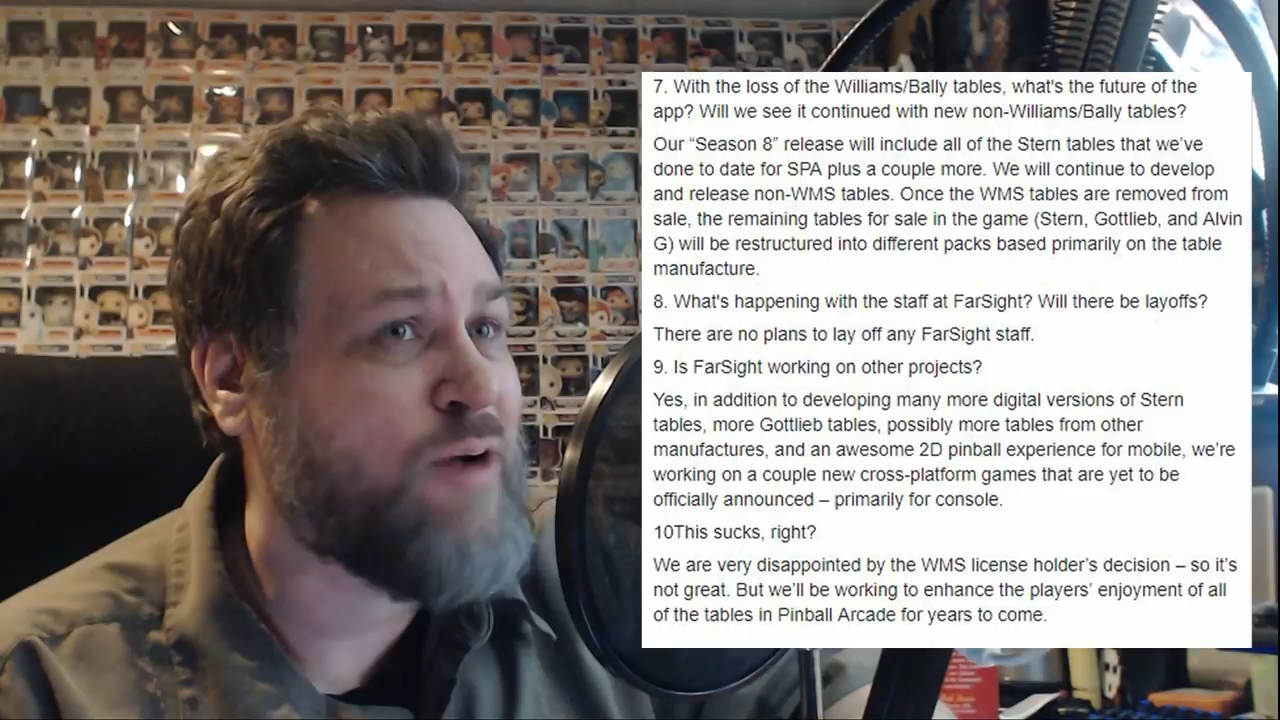 7. With the loss of the Williams/Bally tables, what's the future of the
app? Will we see it continued with new non-Williams/Bally tables?
Our “Season 8” release will include all of the Stern tables that we’ve
done to date for SPA plus a couple more. We will continue to develop
and release non-WMS tables. Once the WMS tables are removed from
sale, the remaining tables for sale in the game (Stern, Gottlieb, and Alvin
G) will be restructured into different packs based primarily on the table
manufacture.
8. What's happening with the staff at FarSight? Will there be layoffs?
There are no plans to lay off any FarSight staff.
9. Is FarSight working on other projects?
Yes, in addition to developing many more digital versions of Stern
tables, more Gottlieb tables, possibly more tables from other
manufactures, and an awesome 2D pinball experience for mobile, we’re
working on a couple new cross-platform games that are yet to be
officially announced – primarily for console.
10This sucks, right?
We are very disappointed by the WMS license holder’s decision – so it’s
not great. But we’ll be working to enhance the players’ enjoyment of all
of the tables in Pinball Arcade for years to come.